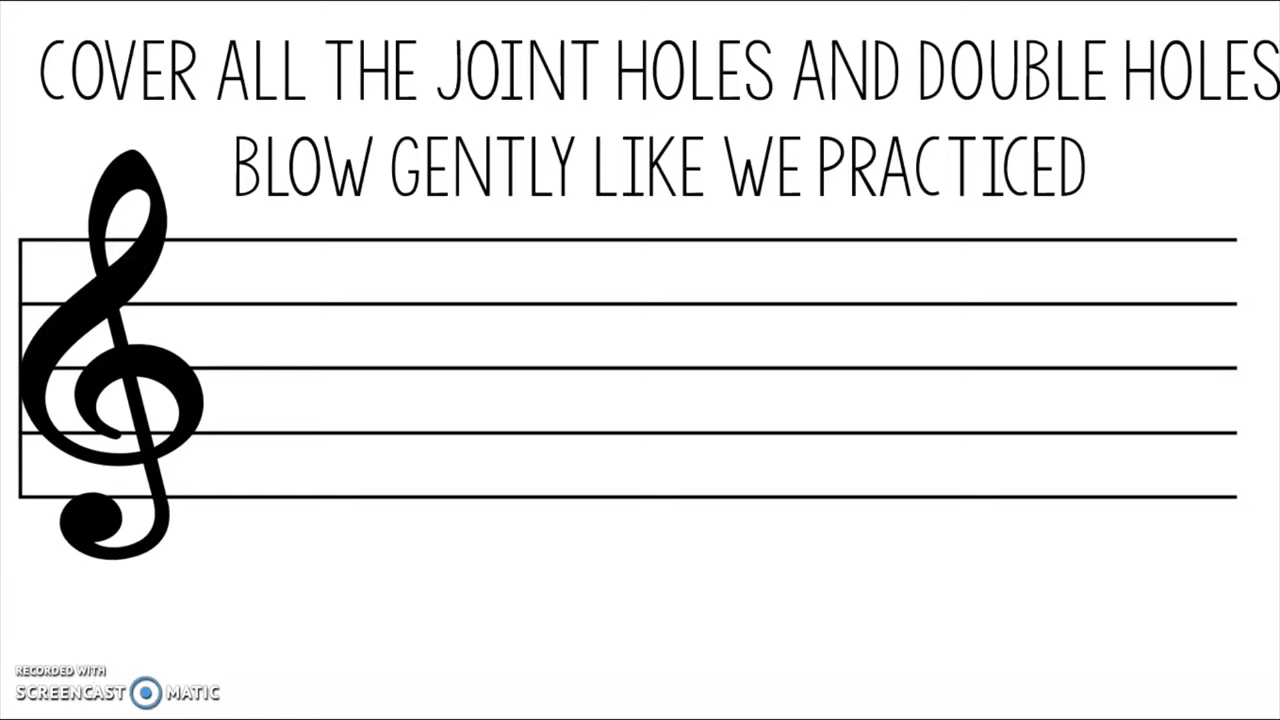 COVER ALL THE JOINT HOLES AND DOUBLE HOLES
BLOW GENTLY LIKE WE PRACTICED
RECORDED WITH
SCREENCAST MATIC